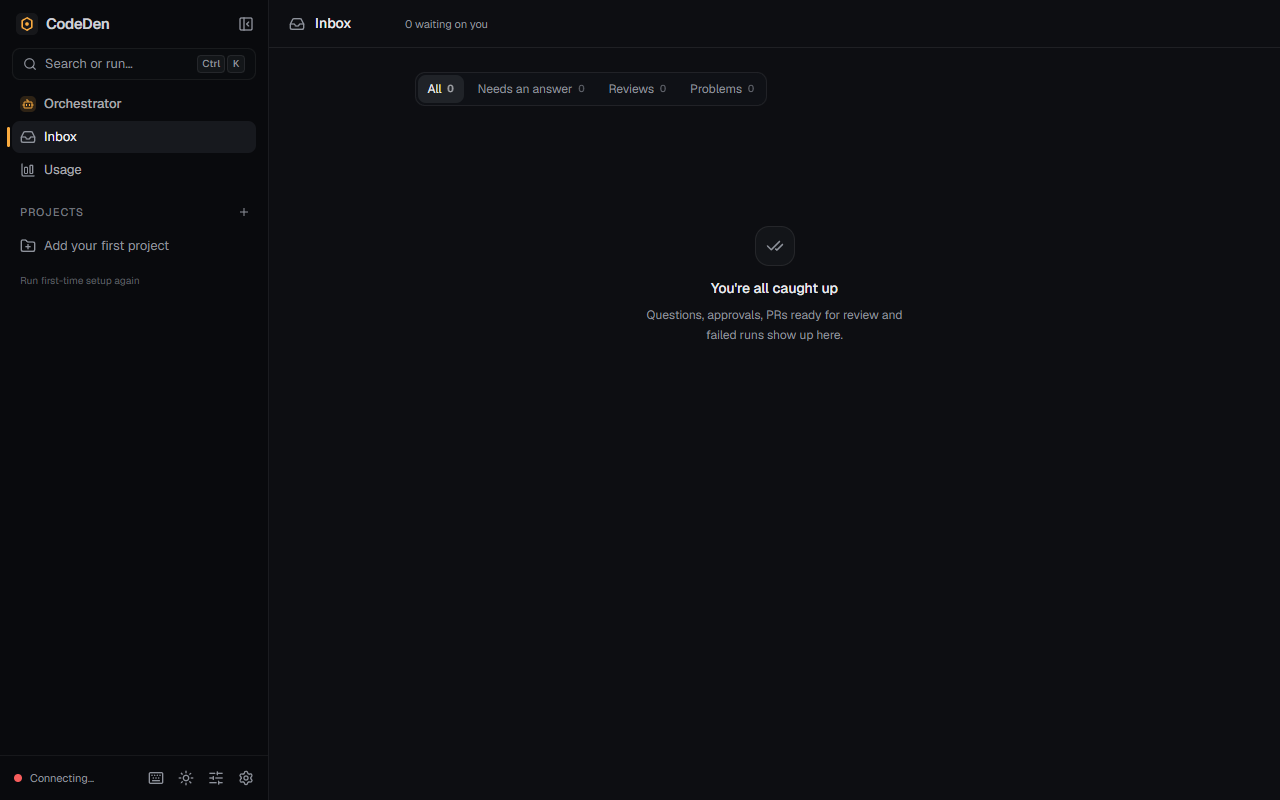 CodeDen
Search or run...
Ctrl K
Orchestrator
Inbox
Usage
PROJECTS
Add your first project
Run first-time setup again
Connecting...
Inbox
0 waiting on you
All 0
Needs an answer 0
Reviews 0
Problems 0
You're all caught up
Questions, approvals, PRs ready for review and
failed runs show up here.